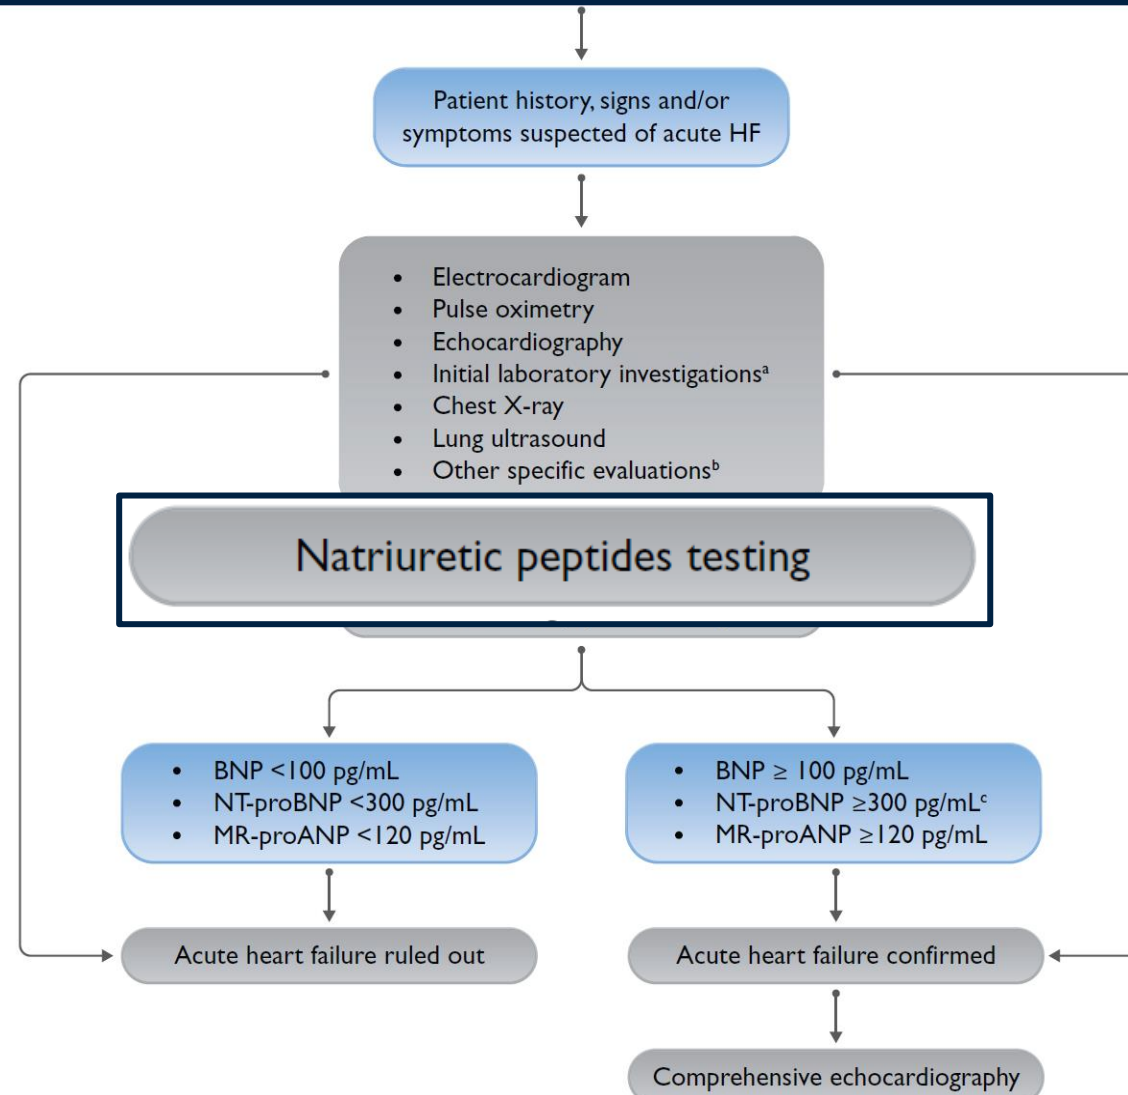 Patient history, signs and/or
symptoms suspected of acute HF
• Electrocardiogram
• Pulse oximetry
• Echocardiography
• Initial laboratory investigationsᵃ
• Chest X-ray
• Lung ultrasound
• Other specific evaluationsᵇ
Natriuretic peptides testing
• BNP <100 pg/mL
• NT-proBNP <300 pg/mL
• MR-proANP <120 pg/mL
• BNP ≥ 100 pg/mL
• NT-proBNP ≥300 pg/mLᶜ
• MR-proANP ≥120 pg/mL
Acute heart failure ruled out
Acute heart failure confirmed
Comprehensive echocardiography